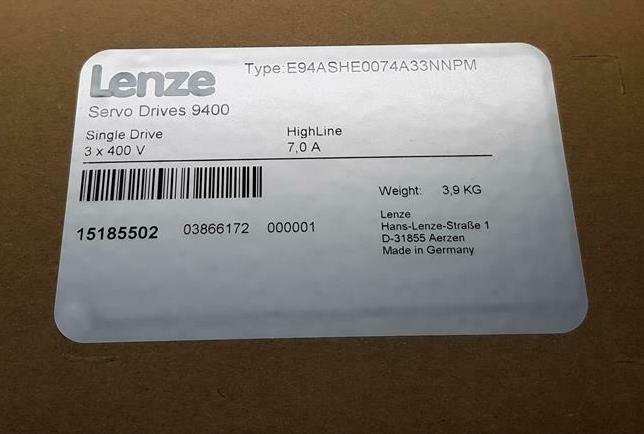 Lenze
Type:E94ASHE0074A33NNPM
Servo Drives 9400
Single Drive
HighLine
3 x 400 V
7,0 A
Weight: 3,9 KG
15185502 03866172 000001
Lenze
Hans-Lenze-Straße 1
D-31855 Aerzen
Made in Germany